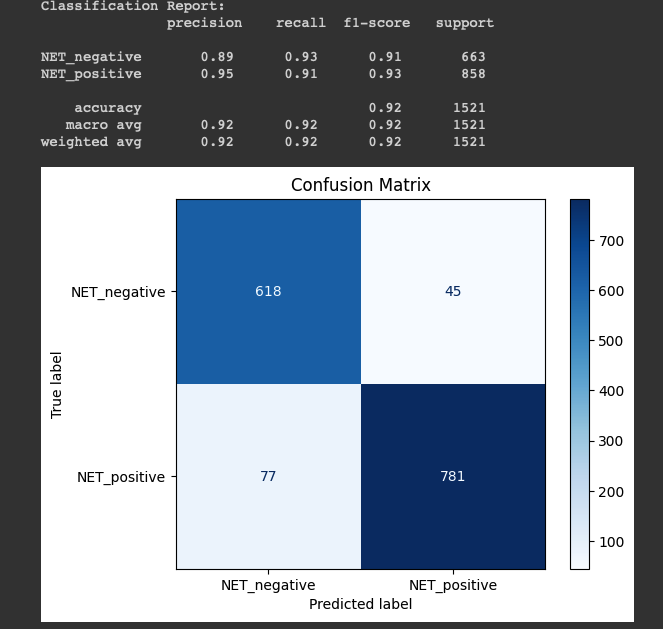 Classification Report:
precision recall f1-score support
NET_negative 0.89 0.93 0.91 663
NET_positive 0.95 0.91 0.93 858
accuracy 0.92 1521
macro avg 0.92 0.92 0.92 1521
weighted avg 0.92 0.92 0.92 1521
Confusion Matrix
True label
NET_negative
618
45
NET_positive
77
781
NET_negative
NET_positive
Predicted label
700
600
500
400
300
200
100